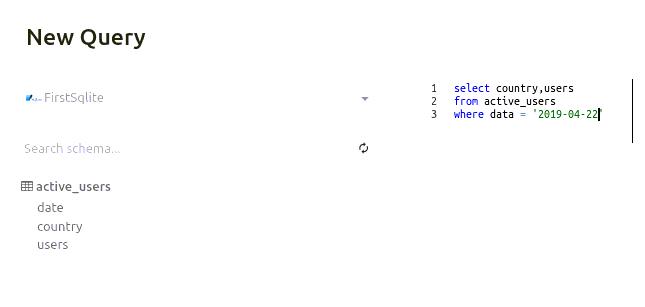 New Query
FirstSqlite
1 select country,users
2 from active_users
3 where data = '2019-04-22'
Search schema...
active_users
date
country
users